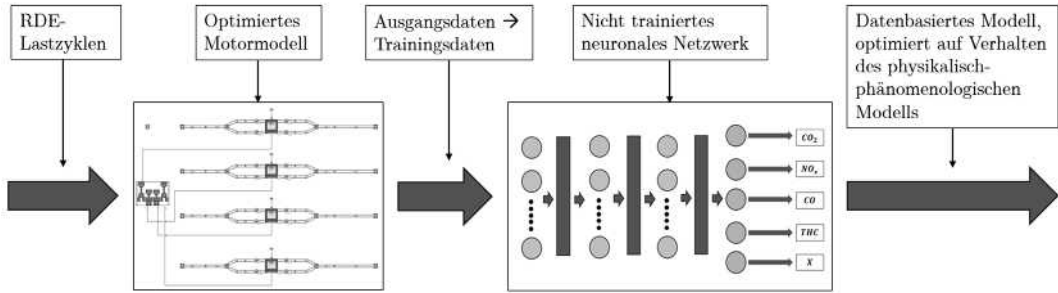 RDE-
Lastzyklen
Optimiertes
Motormodell
Ausgangsdaten →
Trainingsdaten
Nicht trainiertes
neuronales Netzwerk
Datenbasiertes Modell,
optimiert auf Verhalten
des physikalisch-
phänomenologischen
Modells
CO₂
NOₓ
CO
THC
X